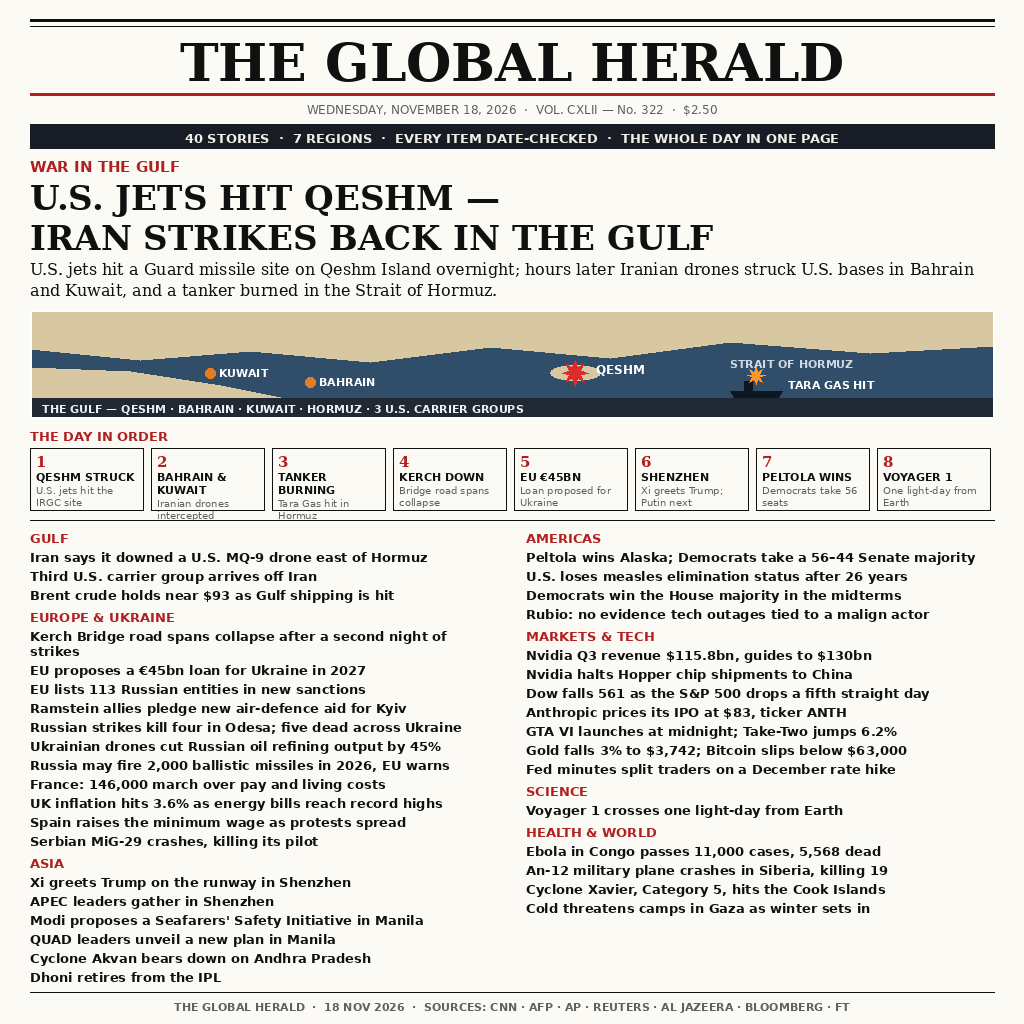 THE GLOBAL HERALD
WEDNESDAY, NOVEMBER 18, 2026 · VOL. CXLII — No. 322 · $2.50
40 STORIES · 7 REGIONS · EVERY ITEM DATE-CHECKED · THE WHOLE DAY IN ONE PAGE
WAR IN THE GULF
U.S. JETS HIT QESHM —
IRAN STRIKES BACK IN THE GULF
U.S. jets hit a Guard missile site on Qeshm Island overnight; hours later Iranian drones struck U.S. bases in Bahrain
and Kuwait, and a tanker burned in the Strait of Hormuz.
STRAIT OF HORMUZ
QESHM
KUWAIT
BAHRAIN
TARA GAS HIT
THE GULF — QESHM · BAHRAIN · KUWAIT · HORMUZ · 3 U.S. CARRIER GROUPS
THE DAY IN ORDER
1
QESHM STRUCK
U.S. jets hit the
IRGC site
2
BAHRAIN &
KUWAIT
Iranian drones
intercepted
3
TANKER
BURNING
Tara Gas hit in
Hormuz
4
KERCH DOWN
Bridge road spans
collapse
5
EU €45BN
Loan proposed for
Ukraine
6
SHENZHEN
Xi greets Trump;
Putin next
7
PELTOLA WINS
Democrats take 56
seats
8
VOYAGER 1
One light-day from
Earth
GULF
Iran says it downed a U.S. MQ-9 drone east of Hormuz
Third U.S. carrier group arrives off Iran
Brent crude holds near $93 as Gulf shipping is hit
EUROPE & UKRAINE
Kerch Bridge road spans collapse after a second night of
strikes
EU proposes a €45bn loan for Ukraine in 2027
EU lists 113 Russian entities in new sanctions
Ramstein allies pledge new air-defence aid for Kyiv
Russian strikes kill four in Odesa; five dead across Ukraine
Ukrainian drones cut Russian oil refining output by 45%
Russia may fire 2,000 ballistic missiles in 2026, EU warns
France: 146,000 march over pay and living costs
UK inflation hits 3.6% as energy bills reach record highs
Spain raises the minimum wage as protests spread
Serbian MiG-29 crashes, killing its pilot
ASIA
Xi greets Trump on the runway in Shenzhen
APEC leaders gather in Shenzhen
Modi proposes a Seafarers' Safety Initiative in Manila
QUAD leaders unveil a new plan in Manila
Cyclone Akvan bears down on Andhra Pradesh
Dhoni retires from the IPL
AMERICAS
Peltola wins Alaska; Democrats take a 56–44 Senate majority
U.S. loses measles elimination status after 26 years
Democrats win the House majority in the midterms
Rubio: no evidence tech outages tied to a malign actor
MARKETS & TECH
Nvidia Q3 revenue $115.8bn, guides to $130bn
Nvidia halts Hopper chip shipments to China
Dow falls 561 as the S&P 500 drops a fifth straight day
Anthropic prices its IPO at $83, ticker ANTH
GTA VI launches at midnight; Take-Two jumps 6.2%
Gold falls 3% to $3,742; Bitcoin slips below $63,000
Fed minutes split traders on a December rate hike
SCIENCE
Voyager 1 crosses one light-day from Earth
HEALTH & WORLD
Ebola in Congo passes 11,000 cases, 5,568 dead
An-12 military plane crashes in Siberia, killing 19
Cyclone Xavier, Category 5, hits the Cook Islands
Cold threatens camps in Gaza as winter sets in
THE GLOBAL HERALD · 18 NOV 2026 · SOURCES: CNN · AFP · AP · REUTERS · AL JAZEERA · BLOOMBERG · FT